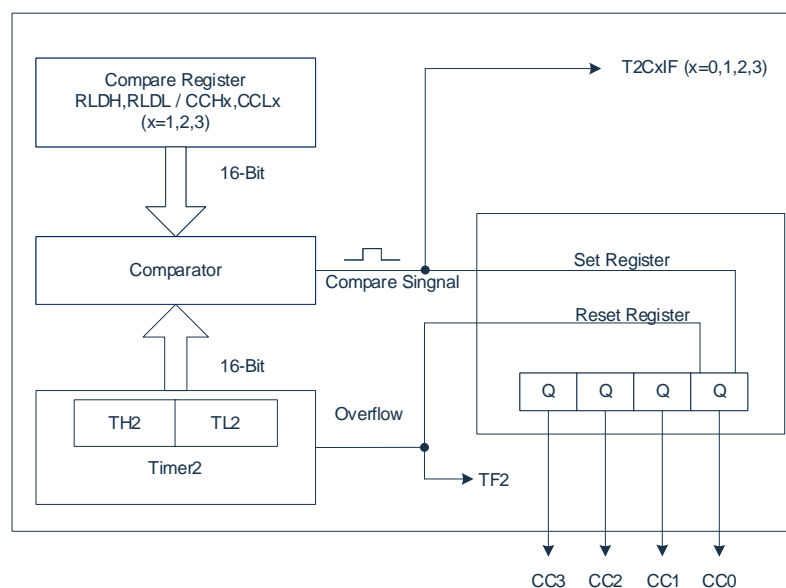 Compare Register
RLDH,RLDL / CCHx,CCLx
(x=1,2,3)
T2CxIF (x=0,1,2,3)
16-Bit
Comparator
Compare Singnal
Set Register
Reset Register
16-Bit
Q Q Q Q
TH2 TL2
Timer2
Overflow
TF2
CC3 CC2 CC1 CC0